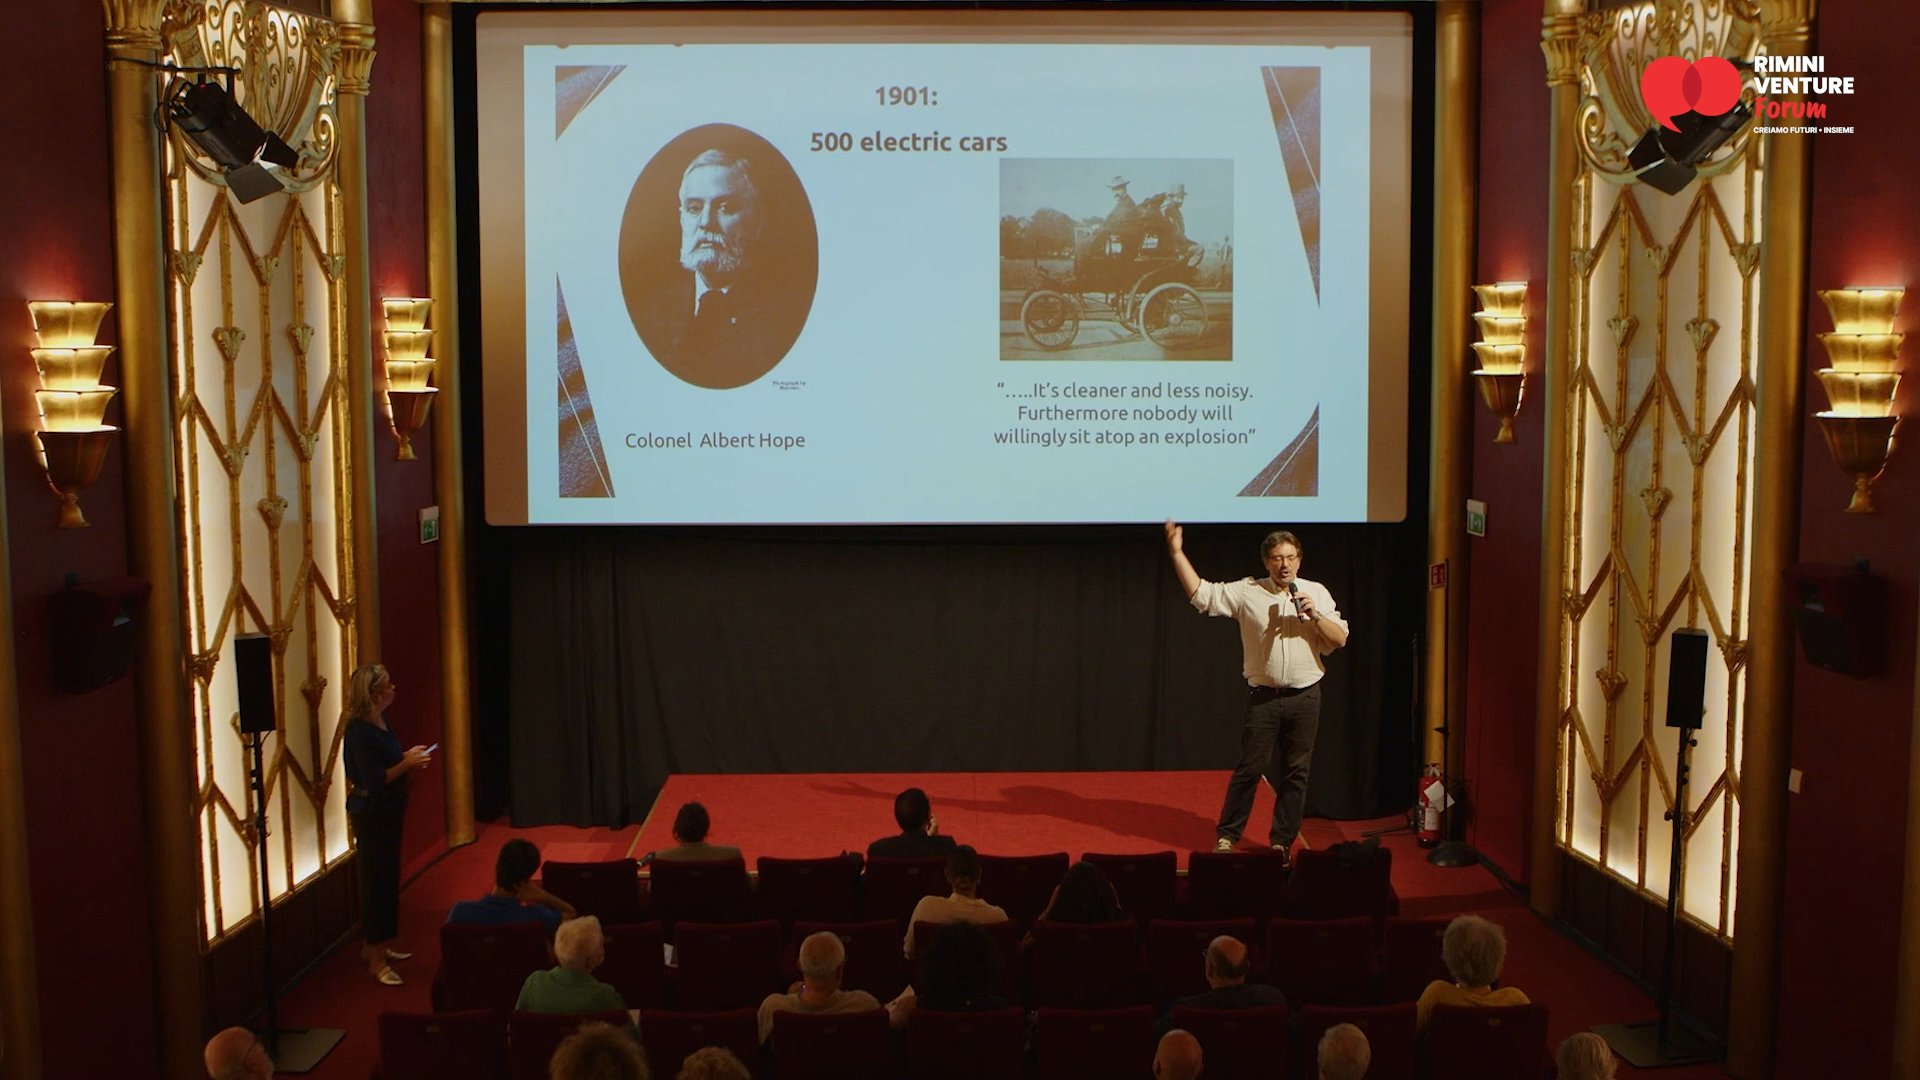 1901:
500 electric cars
Colonel Albert Hope
“.....It’s cleaner and less noisy.
Furthermore nobody will
willingly sit atop an explosion”
RIMINI
VENTURE
Forum
CREIAMO FUTURI • INSIEME